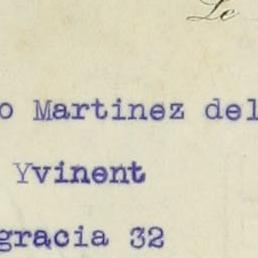 Le
o Martinez del
Yvinent
gracia 32